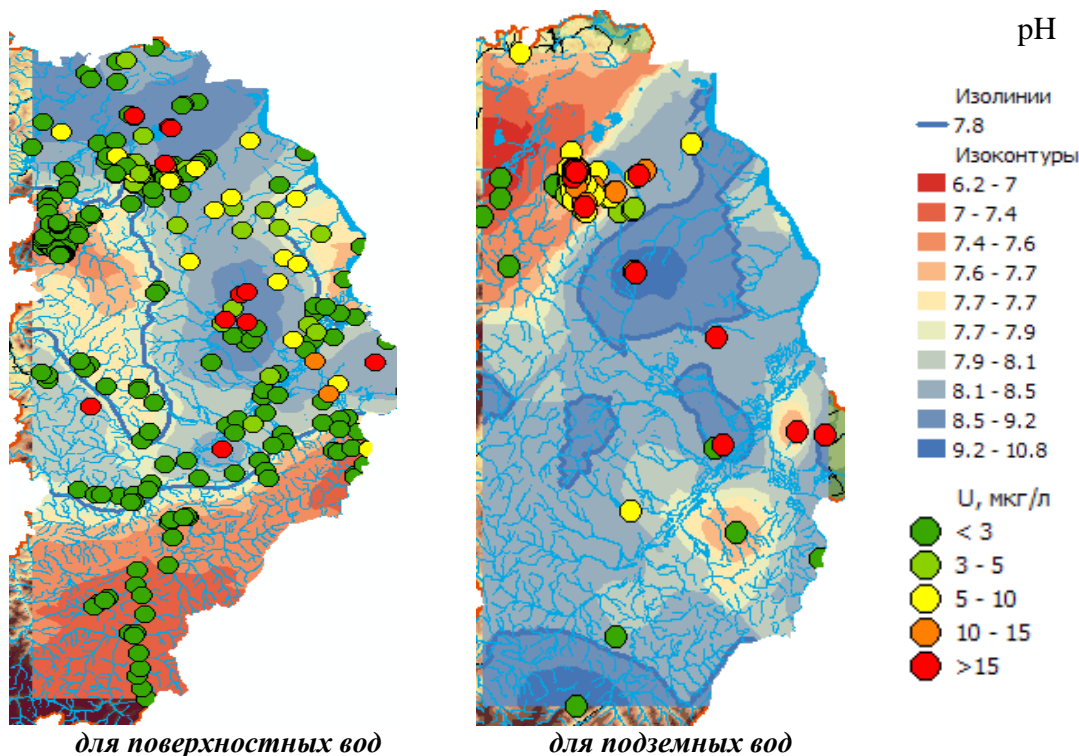 pH
Изолинии
7.8
Изоконтуры
6.2 - 7
7 - 7.4
7.4 - 7.6
7.6 - 7.7
7.7 - 7.7
7.7 - 7.9
7.9 - 8.1
8.1 - 8.5
8.5 - 9.2
9.2 - 10.8
U, мкг/л
< 3
3 - 5
5 - 10
10 - 15
>15
для поверхностных вод
для подземных вод